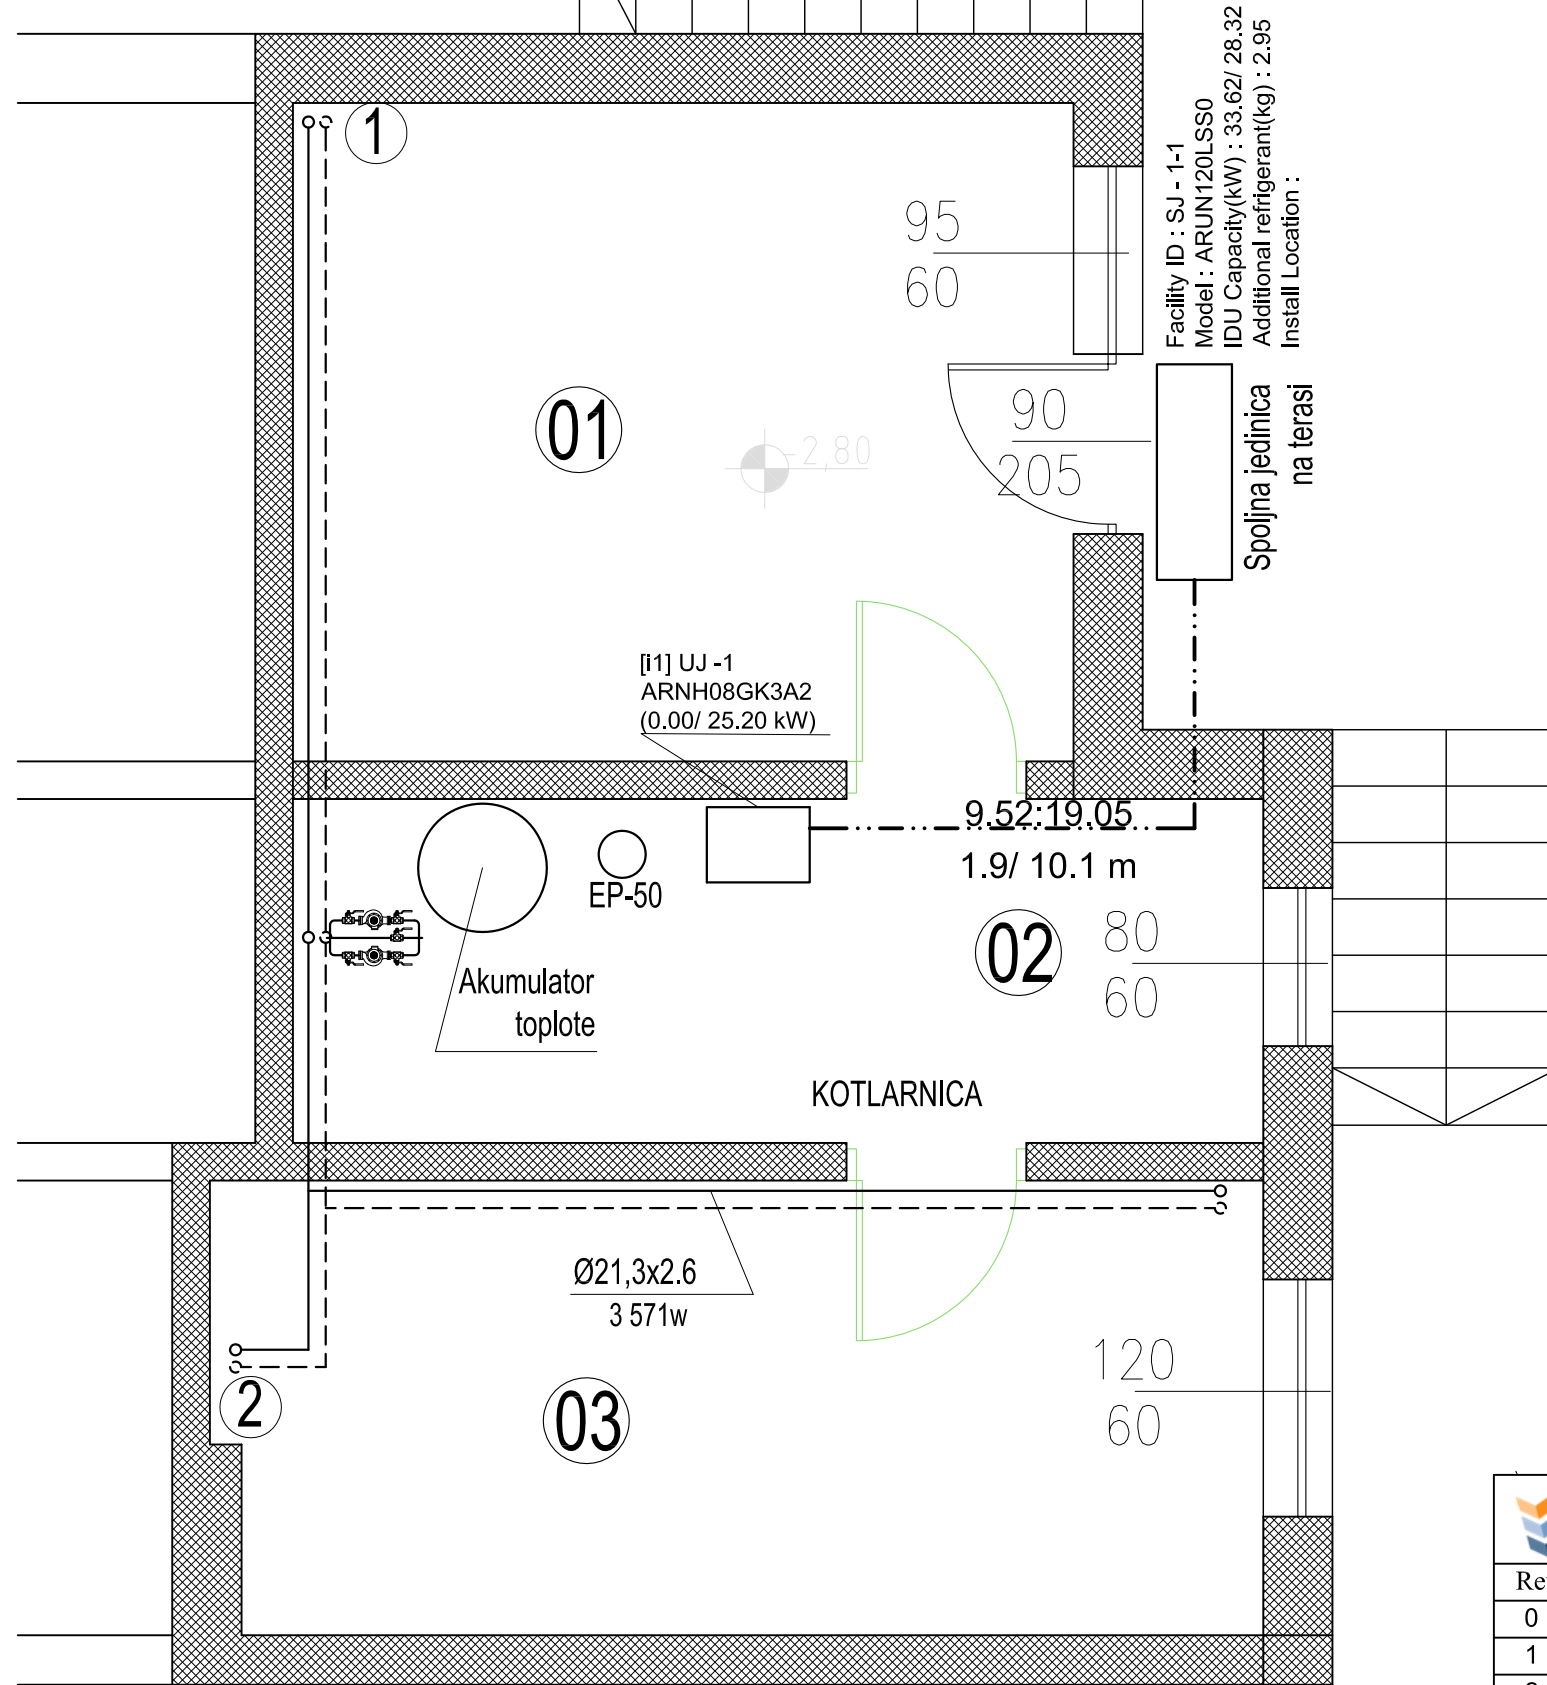 1
Facility ID : SJ - 1-1
Model : ARUN120LSS0
IDU Capacity(kW) : 33.62/ 28.32
Additional refrigerant(kg) : 2.95
Install Location :
95
60
01
-2,80
90
205
Spoljna jedinica
na terasi
[i1] UJ -1
ARNH08GK3A2
(0.00/ 25.20 kW)
9.52:19.05
1.9/ 10.1 m
EP-50
02
80
60
Akumulator
toplote
KOTLARNICA
Ø21,3x2.6
3 571w
2
03
120
60
0
1